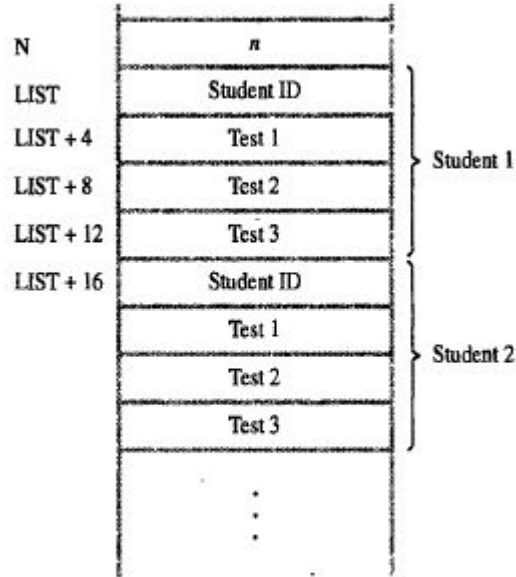 N n
LIST Student ID
LIST + 4 Test 1
LIST + 8 Test 2
Student 1
LIST + 12 Test 3
LIST + 16 Student ID
Test 1
Student 2
Test 2
Test 3